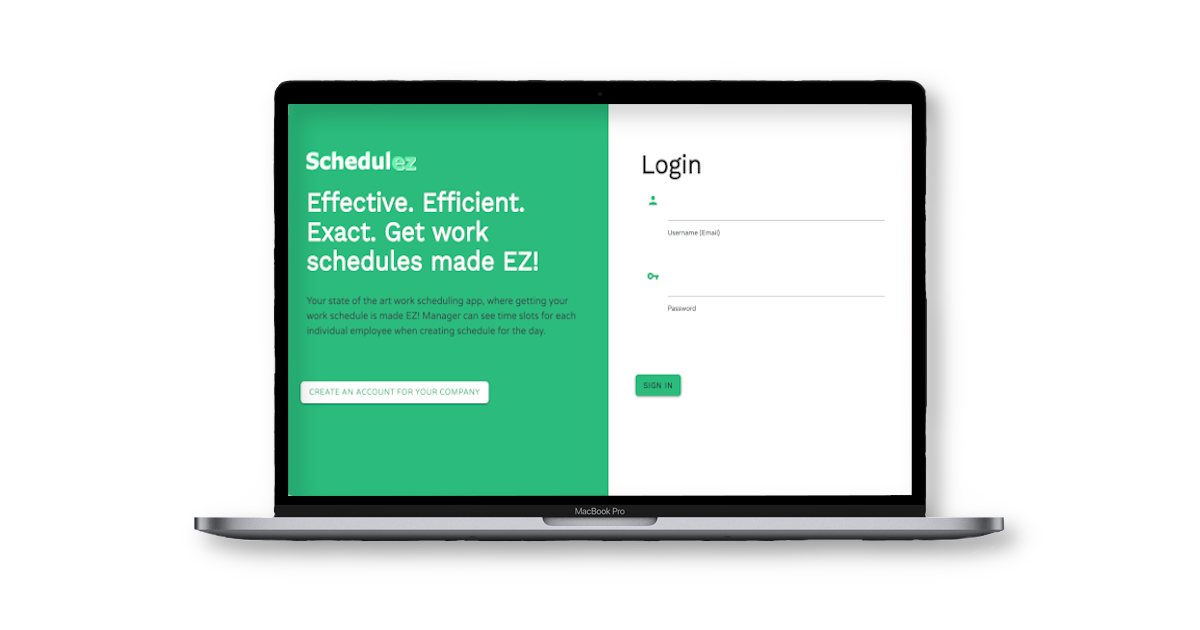 Schedulez
Effective. Efficient.
Exact. Get work
schedules made EZ!
Your state of the art work scheduling app, where getting your
work schedule is made EZ! Manager can see time slots for each
individual employee when creating schedule for the day.
CREATE AN ACCOUNT FOR YOUR COMPANY
Login
Username (Email)
Password
SIGN IN
MacBook Pro